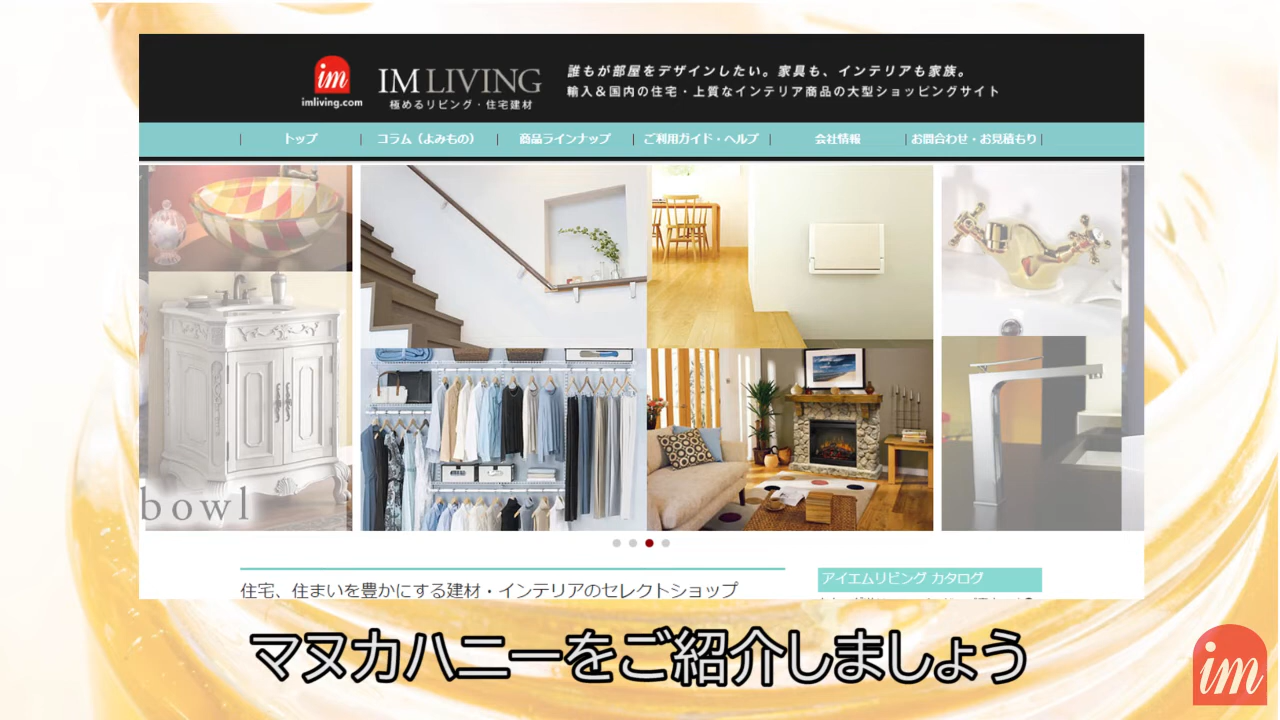 im
imliving.com
IM LIVING
極めるリビング・住宅建材
誰もが部屋をデザインしたい。家具も、インテリアも家族。
輸入&国内の住宅・上質なインテリア商品の大型ショッピングサイト
トップ
コラム（よみもの）
商品ラインナップ
ご利用ガイド・ヘルプ
会社情報
お問合わせ・お見積もり
bowl
住宅、住まいを豊かにする建材・インテリアのセレクトショップ
アイエムリビング カタログ
マヌカハニーをご紹介しましょう
im